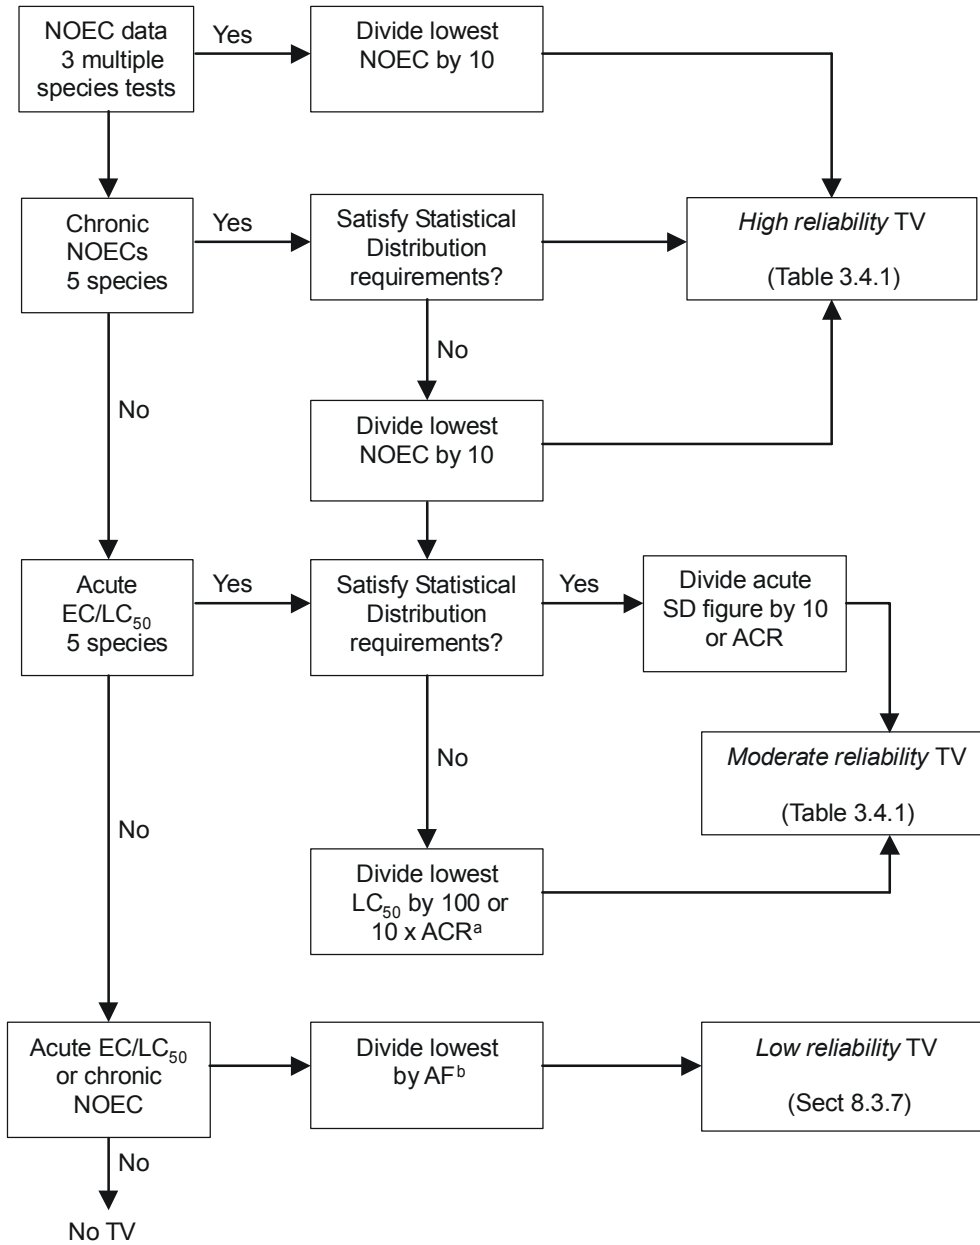 NOEC data
3 multiple
species tests
Yes
Divide lowest
NOEC by 10
Chronic
NOECs
5 species
Yes
Satisfy Statistical
Distribution
requirements?
High reliability TV
(Table 3.4.1)
No
No
Divide lowest
NOEC by 10
Acute
EC/LC50
5 species
Yes
Satisfy Statistical
Distribution
requirements?
Yes
Divide acute
SD figure by 10
or ACR
No
Moderate reliability TV
(Table 3.4.1)
No
Divide lowest
LC50 by 100 or
10 x ACRa
Acute EC/LC50
or chronic
NOEC
Divide lowest
by AFb
Low reliability TV
(Sect 8.3.7)
No
No TV